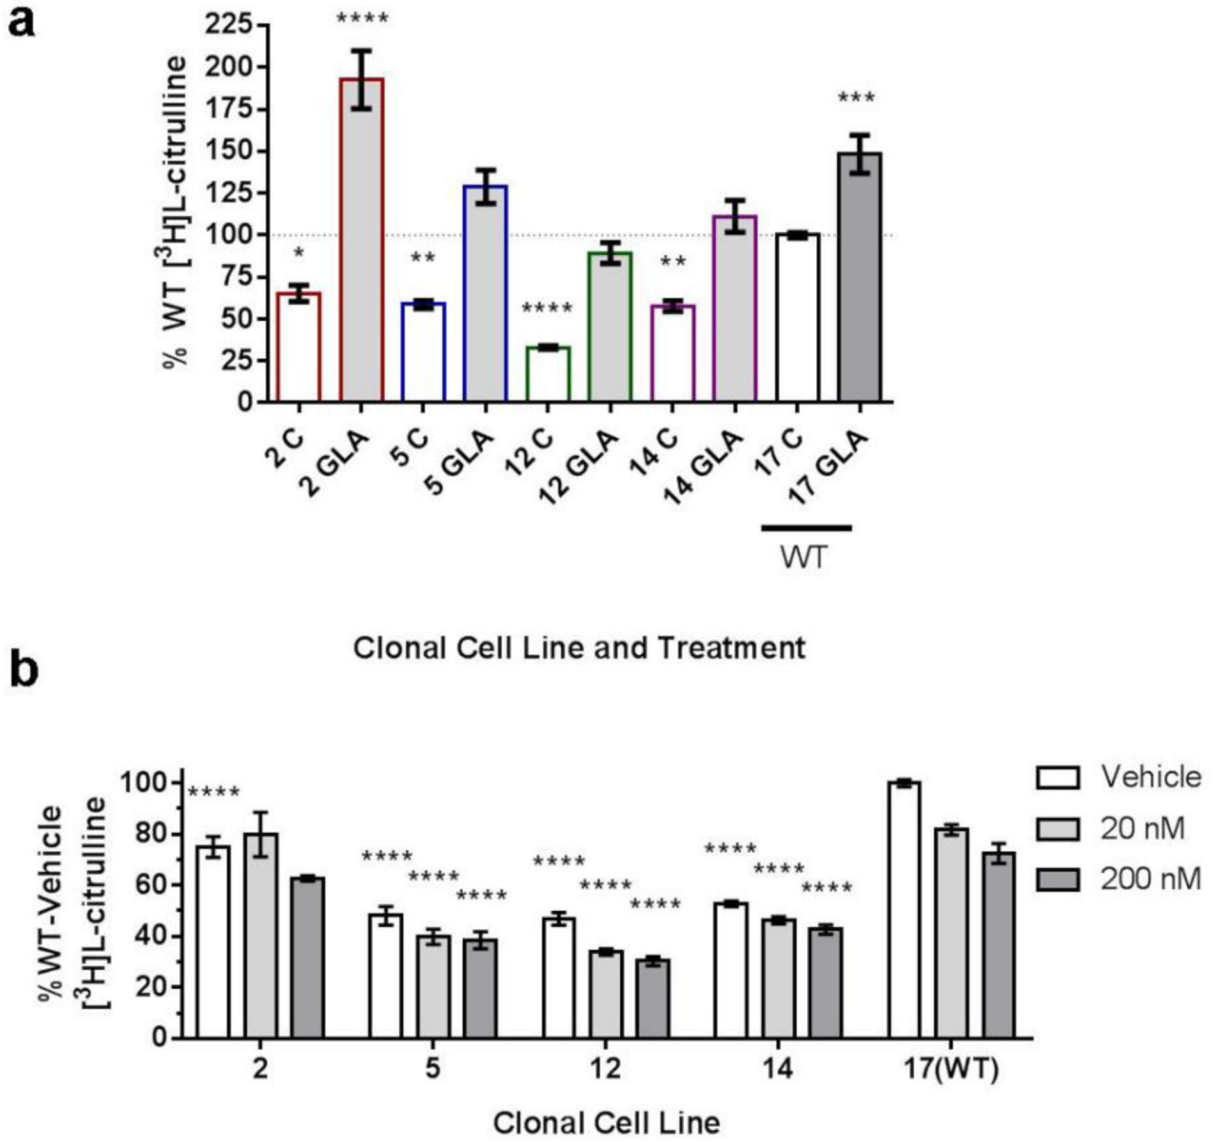 a
% WT [³H]L-citrulline
225
200
175
150
125
100
75
50
25
0
****
*
**
****
**
***
2 C
2 GLA
5 C
5 GLA
12 C
12 GLA
14 C
14 GLA
17 C
17 GLA
WT
Clonal Cell Line and Treatment
b
% WT-Vehicle
[³H]L-citrulline
100
80
60
40
20
0
****
**** **** ****
**** **** ****
**** **** ****
Vehicle
20 nM
200 nM
2 5 12 14 17(WT)
Clonal Cell Line